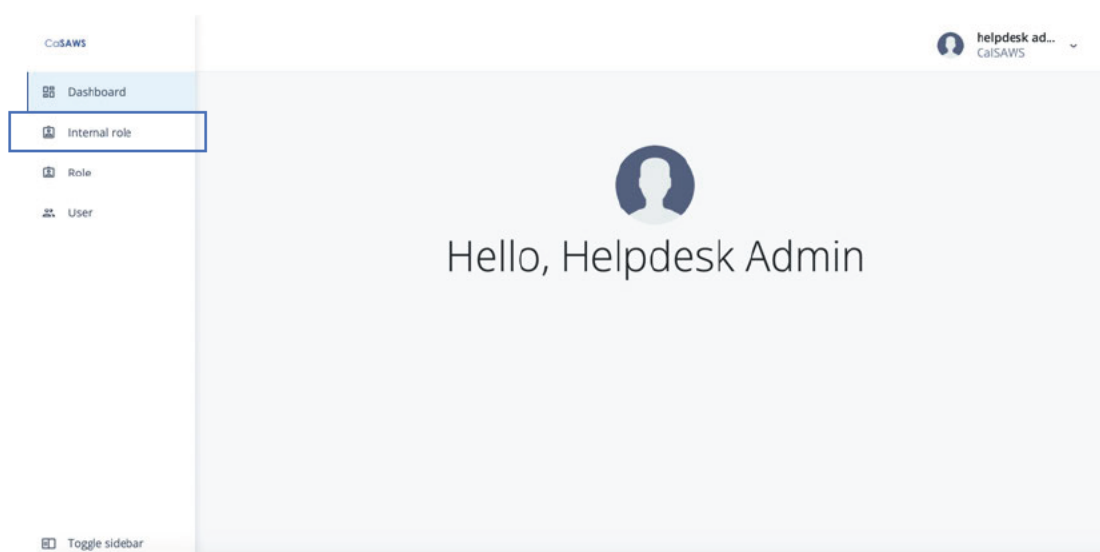 CalSAWS
helpdesk ad...
CalSAWS
Dashboard
Internal role
Role
User
Hello, Helpdesk Admin
Toggle sidebar